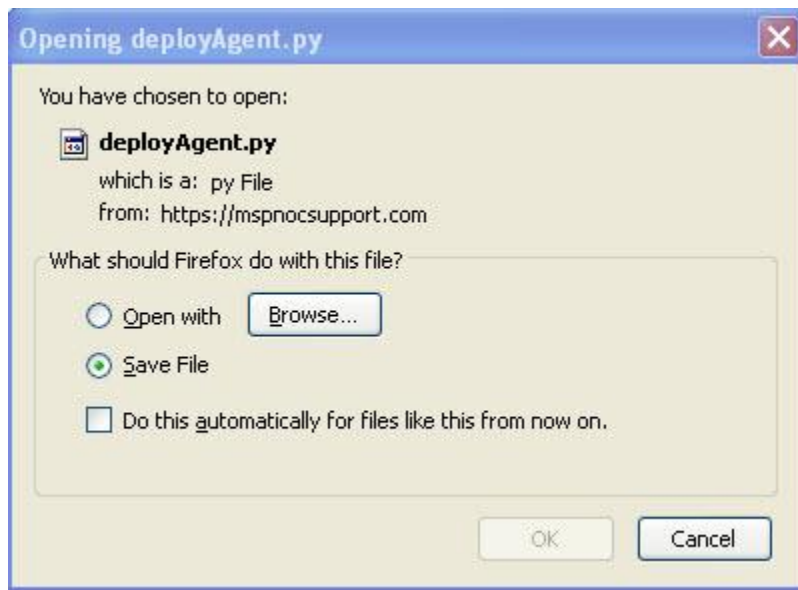 Opening deployAgent.py
You have chosen to open:
deployAgent.py
which is a: py File
from: https://mspnocsupport.com
What should Firefox do with this file?
Open with Browse...
Save File
Do this automatically for files like this from now on.
OK Cancel